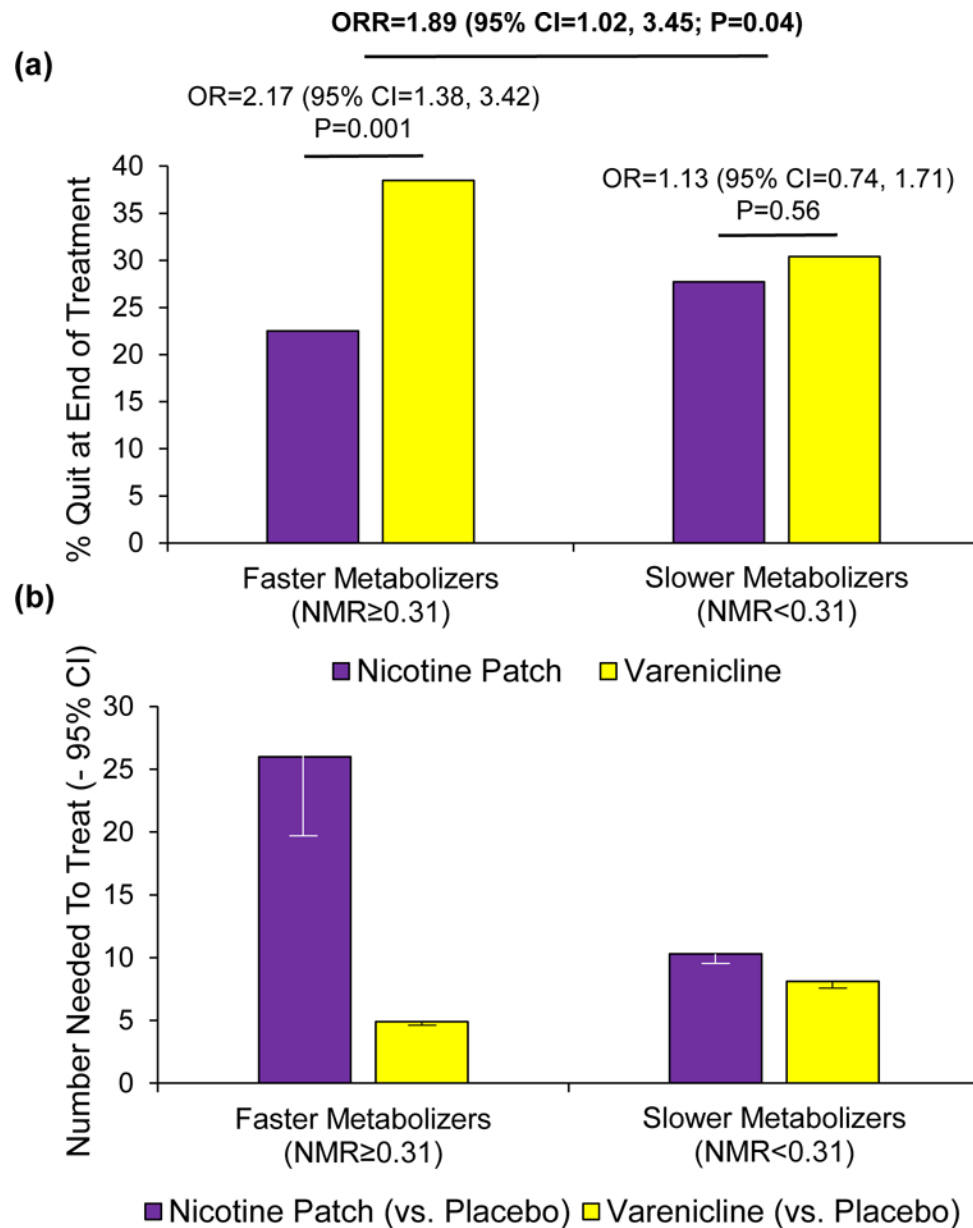 ORR=1.89 (95% CI=1.02, 3.45; P=0.04)
(a)
OR=2.17 (95% CI=1.38, 3.42)
P=0.001
OR=1.13 (95% CI=0.74, 1.71)
P=0.56
% Quit at End of Treatment
40
35
30
25
20
15
10
5
0
Faster Metabolizers
(NMR≥0.31)
Slower Metabolizers
(NMR<0.31)
Nicotine Patch
Varenicline
(b)
Number Needed To Treat (- 95% CI)
30
25
20
15
10
5
0
Faster Metabolizers
(NMR≥0.31)
Slower Metabolizers
(NMR<0.31)
Nicotine Patch (vs. Placebo)
Varenicline (vs. Placebo)